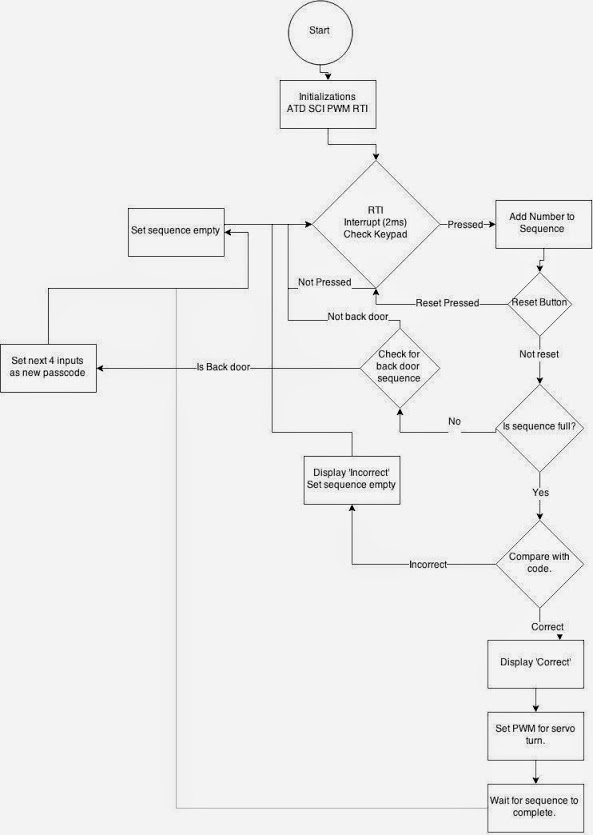 Start
Initializations
ATD SCI PWM RTI
RTI
Interrupt (2ms)
Check Keypad
Pressed
Add Number to
Sequence
Set sequence empty
Not Pressed
Reset Pressed
Reset Button
Not back door
Not reset
Check for
back door
sequence
Is Back door
Set next 4 inputs
as new passcode
No
Is sequence full?
Display 'Incorrect'
Set sequence empty
Yes
Incorrect
Compare with
code.
Correct
Display 'Correct'
Set PWM for servo
turn.
Wait for sequence to
complete.